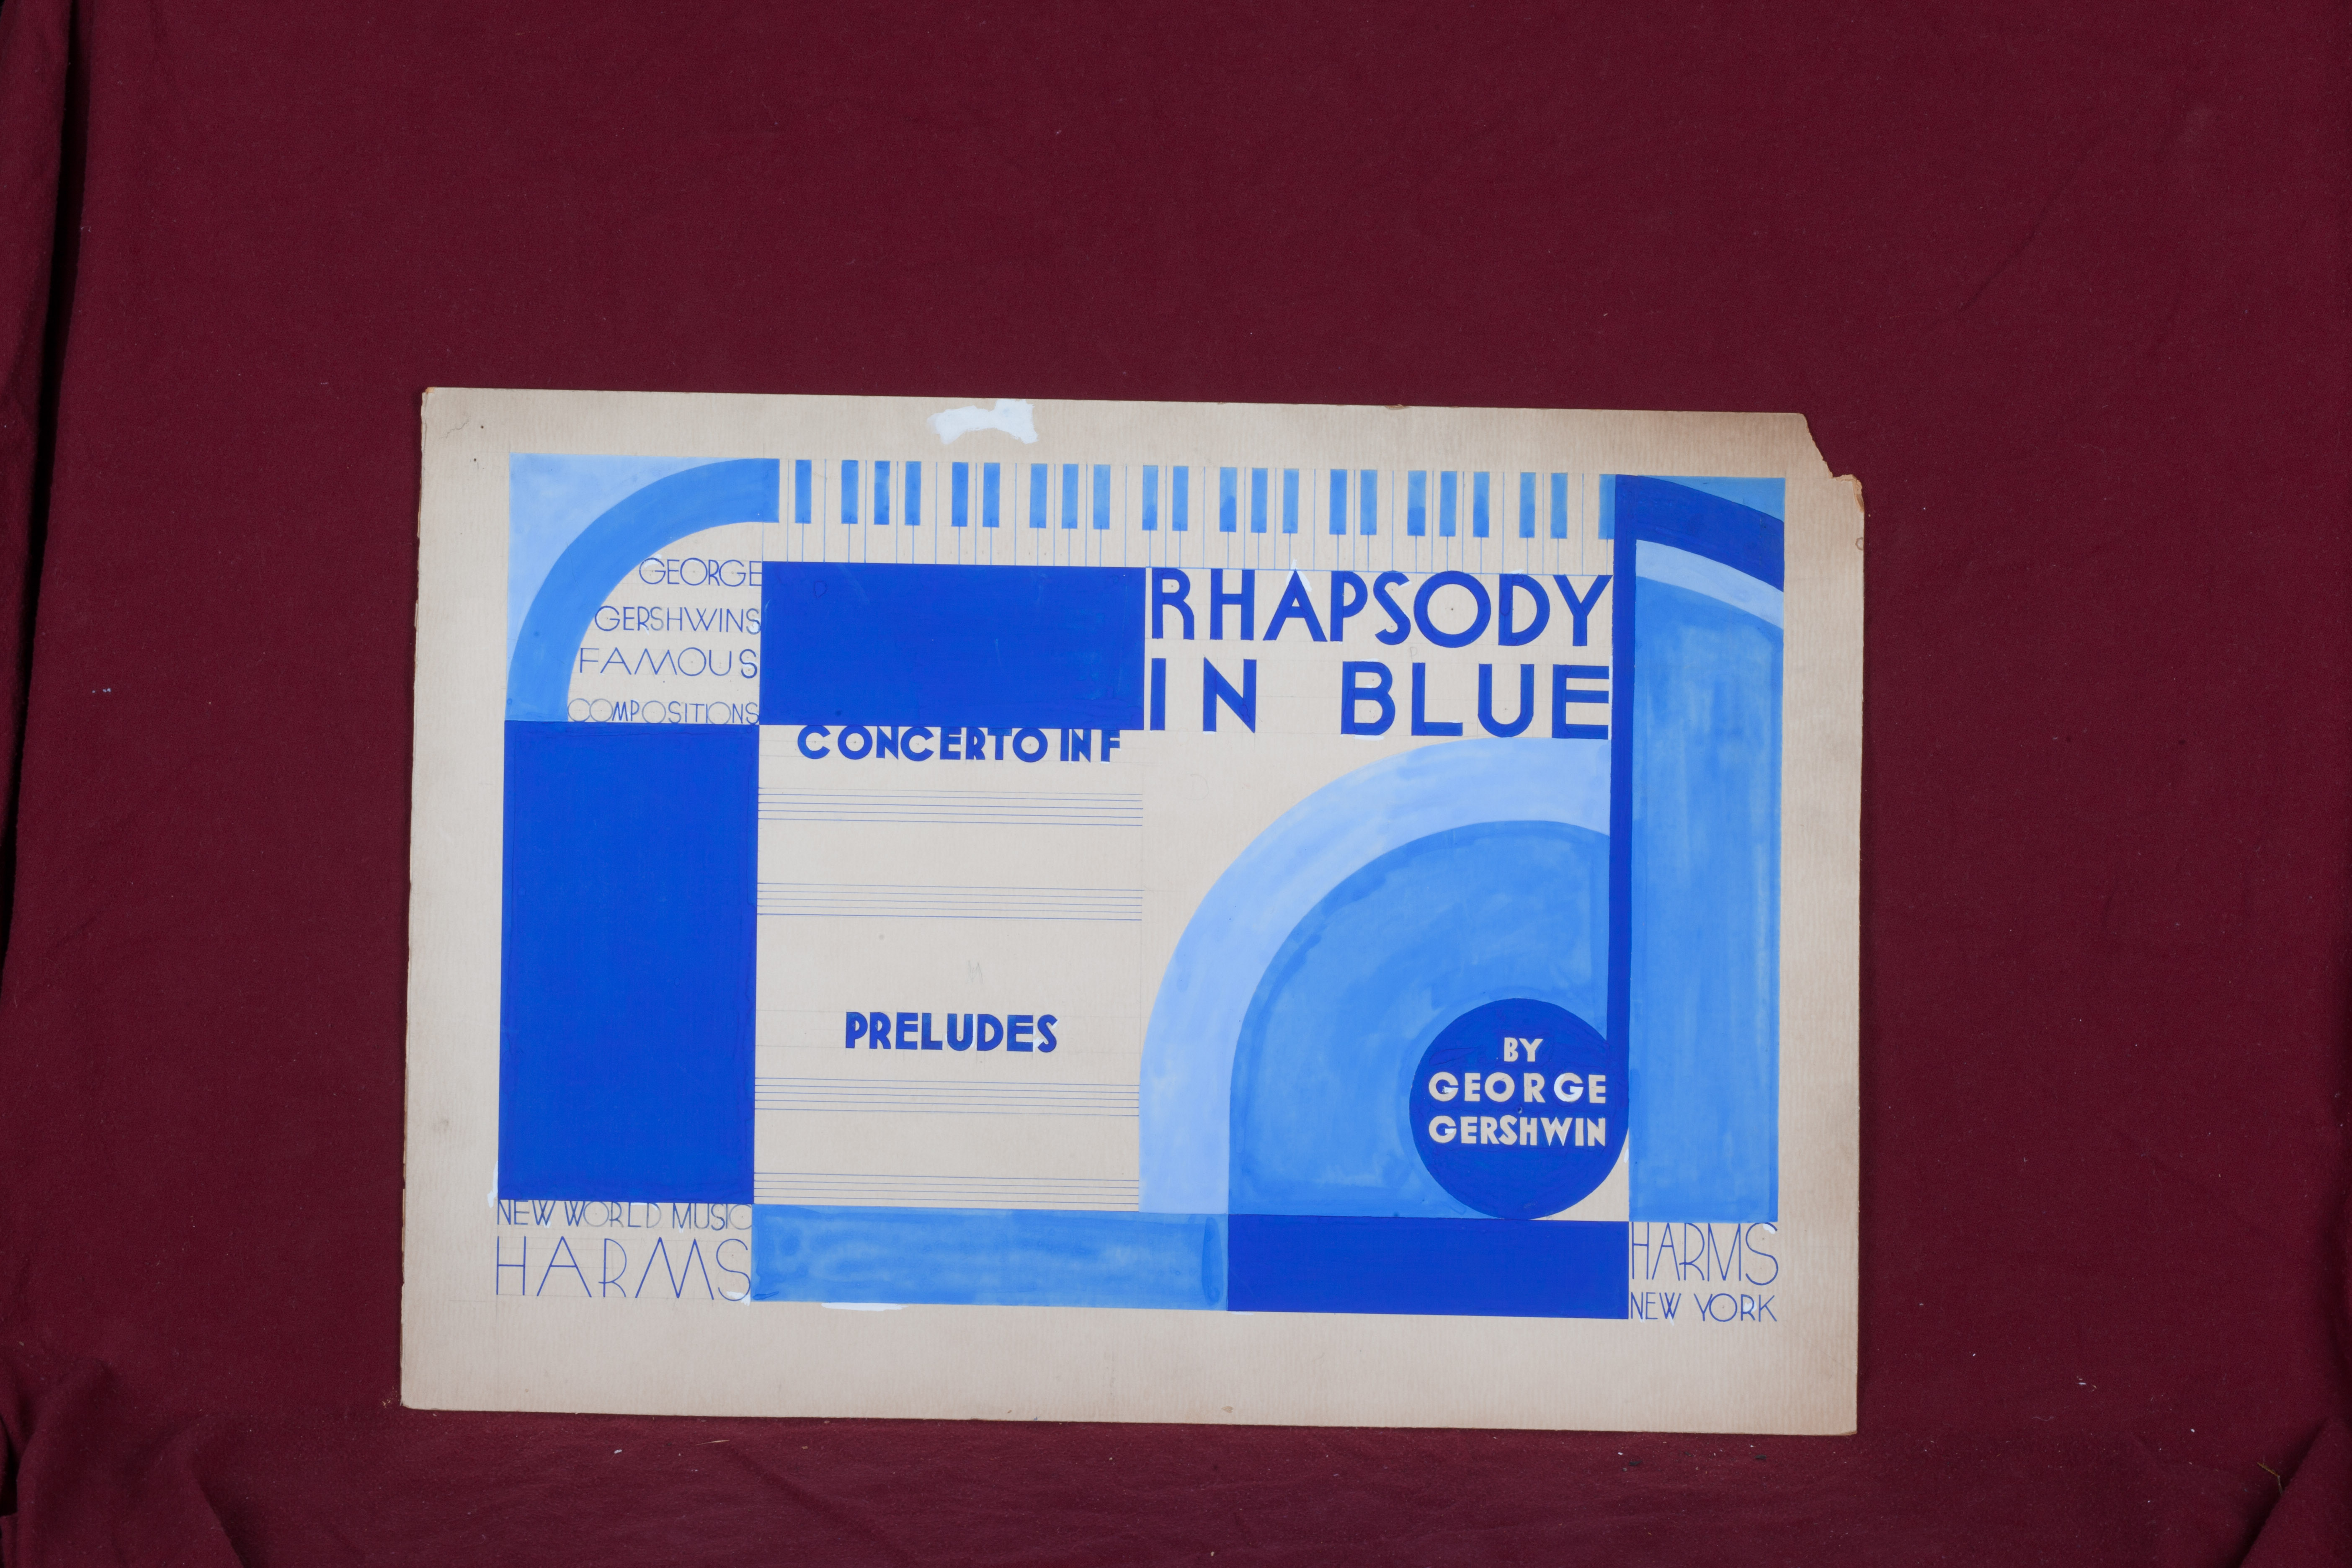 GEORGE
GERSHWINS
FAMOUS
COMPOSITIONS
RHAPSODY
IN BLUE
CONCERTO IN F
PRELUDES
BY
GEORGE
GERSHWIN
NEW WORLD MUSIC
HARMS
HARMS
NEW YORK